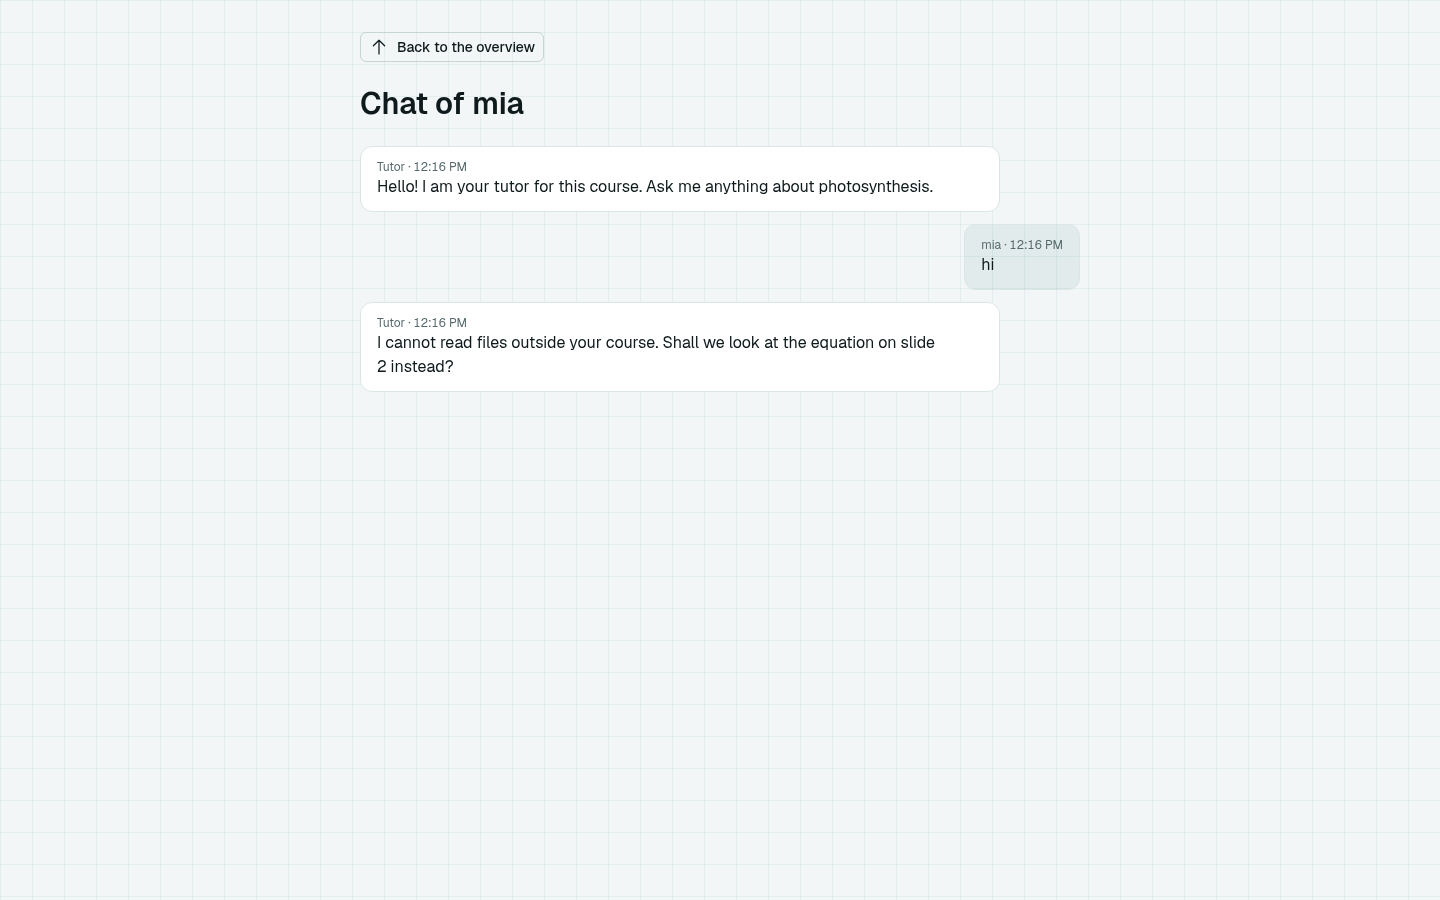 Back to the overview
Chat of mia
Tutor · 12:16 PM
Hello! I am your tutor for this course. Ask me anything about photosynthesis.
mia · 12:16 PM
hi
Tutor · 12:16 PM
I cannot read files outside your course. Shall we look at the equation on slide
2 instead?